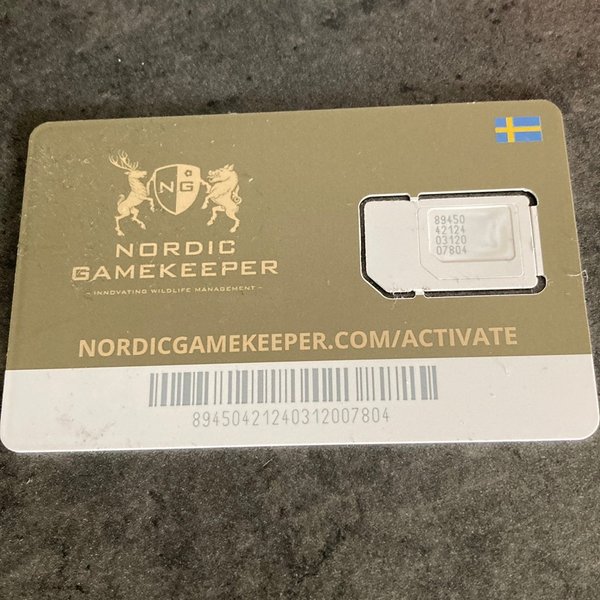 NG
NORDIC
GAMEKEEPER
- INNOVATING WILDLIFE MANAGEMENT -
89450
42124
03120
07804
NORDICGAMEKEEPER.COM/ACTIVATE
89450421240312007804